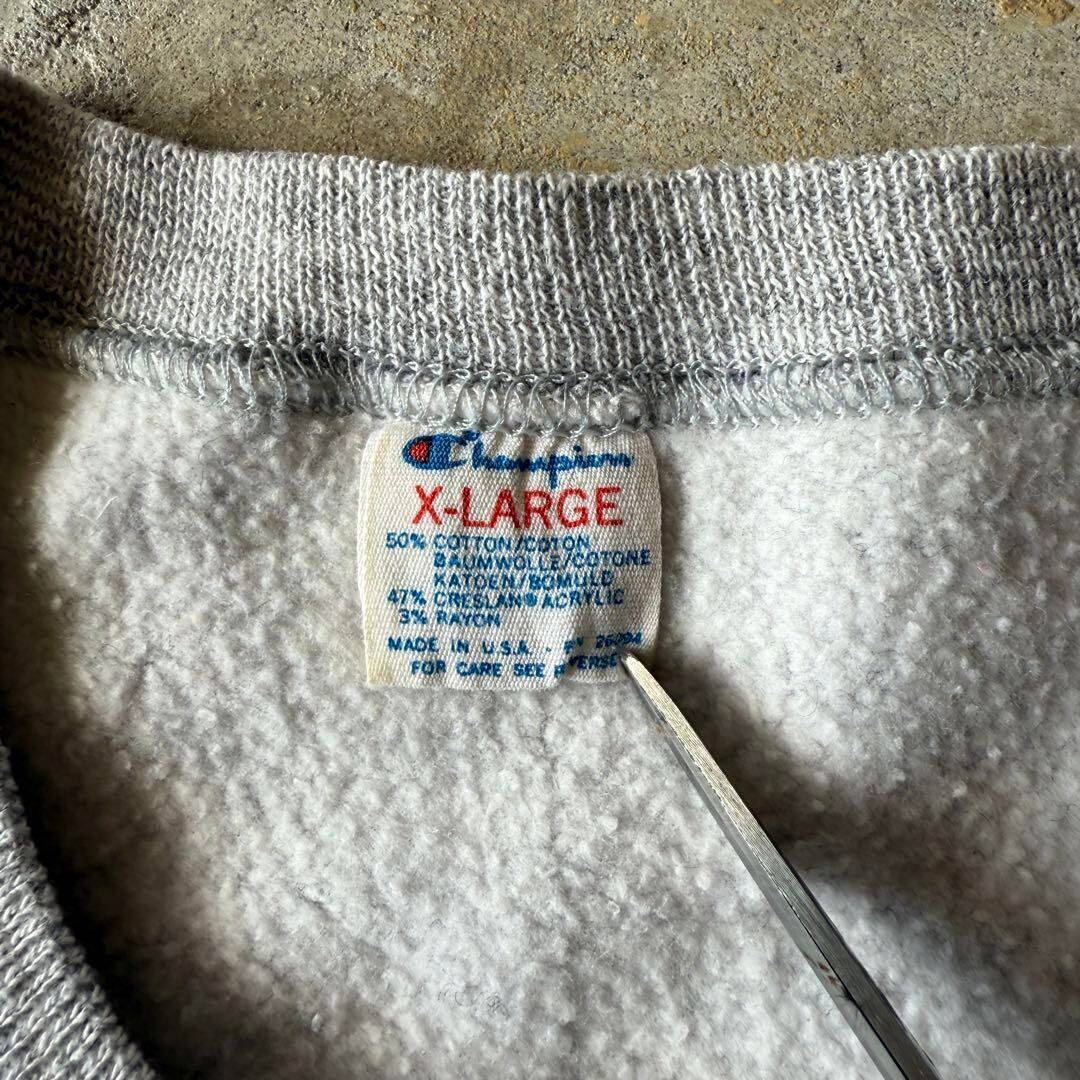 Champion
X-LARGE
50% COTTON/COTON
BAUMWOLLE/COTONE
KATOEN/BOMULD
47% CRESLAN® ACRYLIC
3% RAYON
MADE IN U.S.A. - 26094
FOR CARE SEE